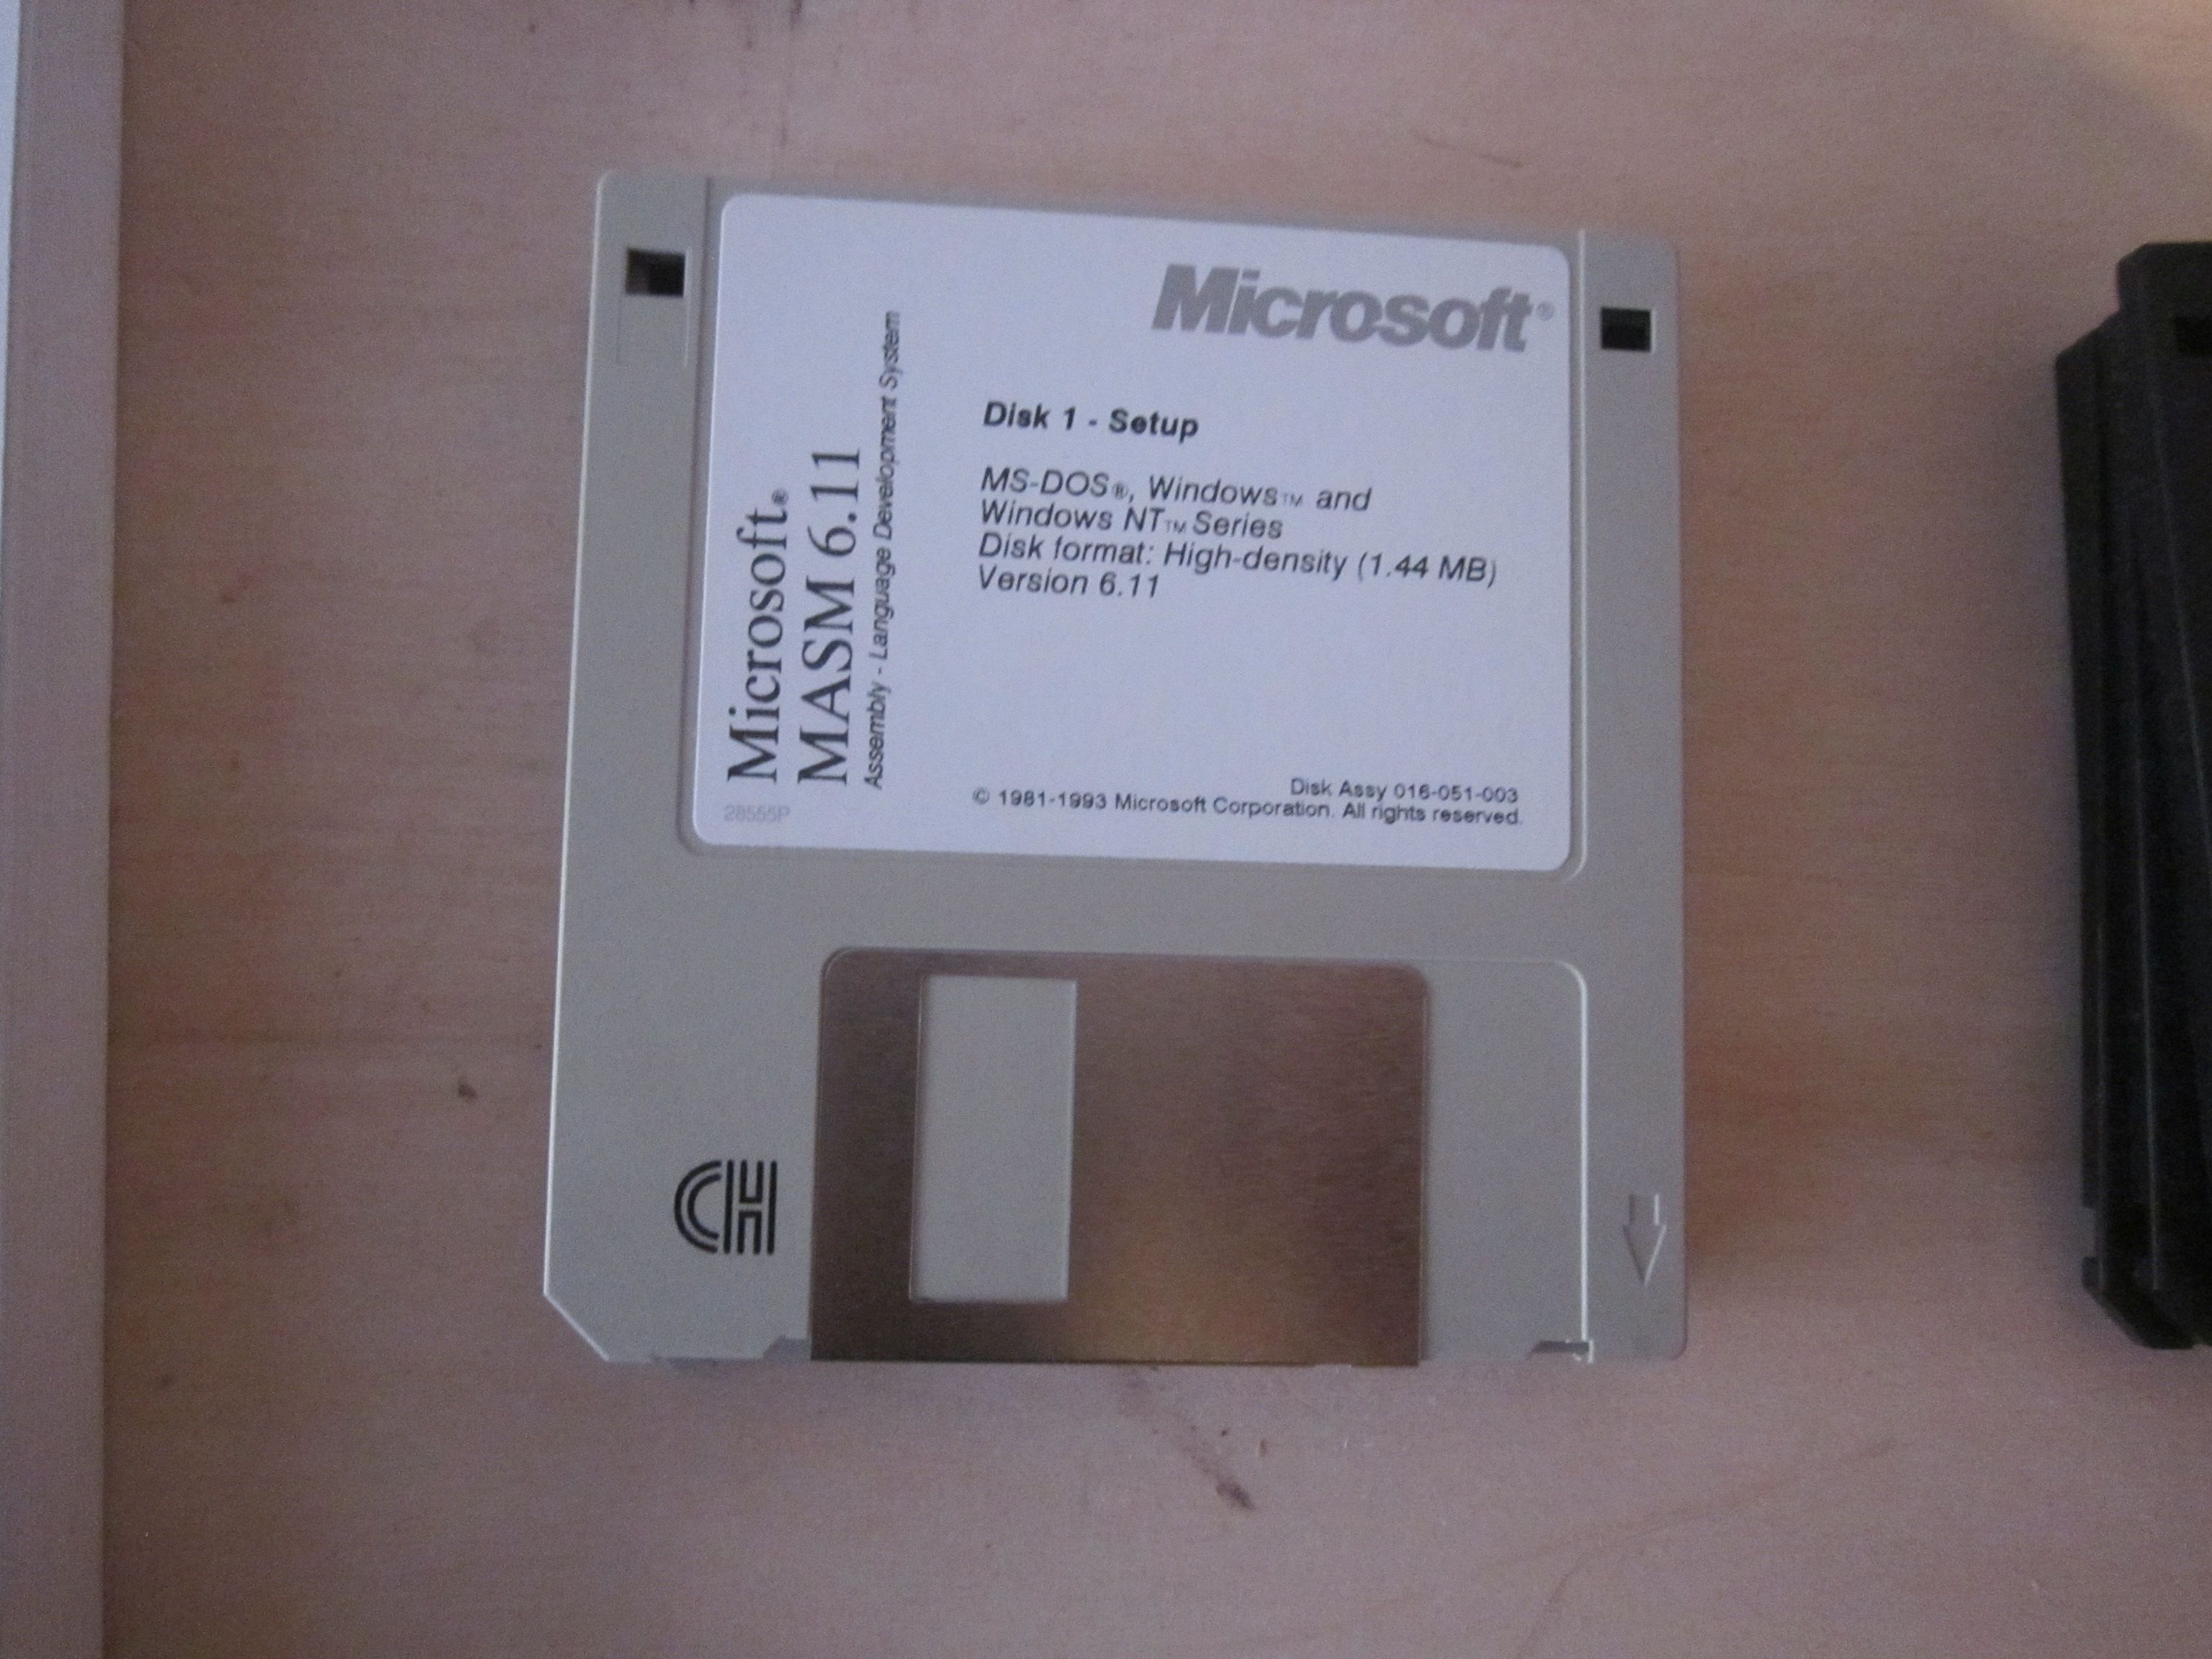 Microsoft®
MASM 6.11
Assembly - Language Development System
28555P
Microsoft®
Disk 1 - Setup
MS-DOS®, Windows™ and
Windows NT™ Series
Disk format: High-density (1.44 MB)
Version 6.11
Disk Assy 016-051-003
© 1981-1993 Microsoft Corporation. All rights reserved.